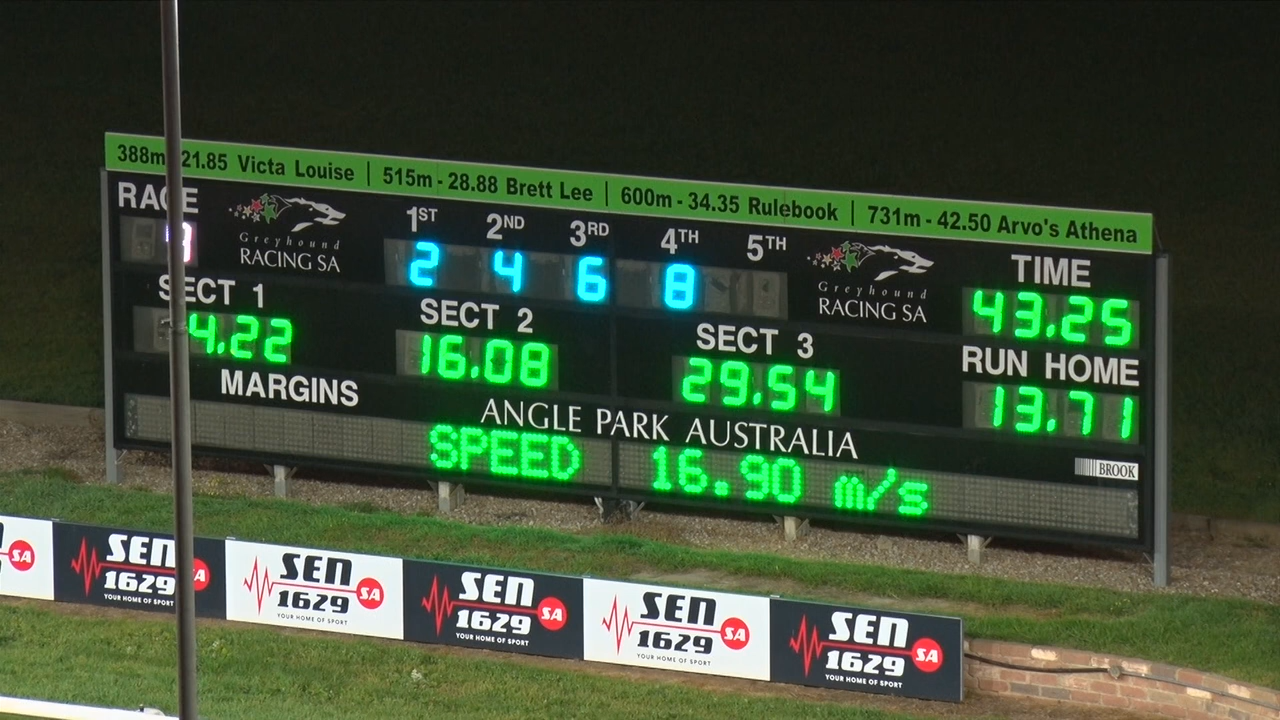 388m 21.85 Victa Louise | 515m - 28.88 Brett Lee | 600m - 34.35 Rulebook | 731m - 42.50 Arvo's Athena
RACE
Greyhound
RACING SA
1ST 2ND 3RD 4TH 5TH
2 4 6 8
Greyhound
RACING SA
TIME
43.25
SECT 1
4.22
SECT 2
16.08
SECT 3
29.54
RUN HOME
13.71
MARGINS
ANGLE PARK AUSTRALIA
SPEED 16.90 m/s
BROOK
SA
SEN
1629
SA
YOUR HOME OF SPORT
SEN
1629
SA
YOUR HOME OF SPORT
SEN
1629
SA
YOUR HOME OF SPORT
SEN
1629
SA
YOUR HOME OF SPORT
SEN
1629
SA
YOUR HOME OF SPORT